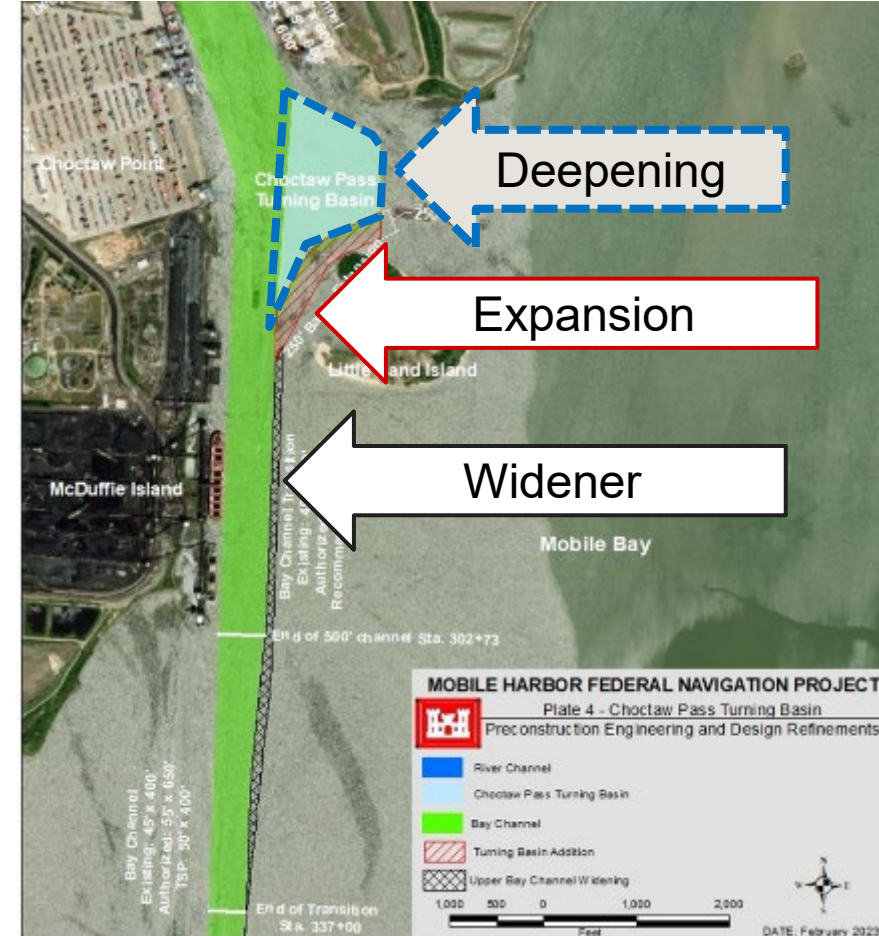 x 600'
Choctaw Point
Choctaw Pass
Turning Basin
Deepening
Expansion
Little Sand Island
McDuffie Island
Widener
Bay Channel Transition
Mobile Bay
End of 500' channel Sta. 302+73
Bay Channel
Existing: 45' x 400'
Authorized: 55' x 650'
TSP: 50' x 400'
End of Transition
Sta. 337+00
MOBILE HARBOR FEDERAL NAVIGATION PROJECT
Plate 4 - Choctaw Pass Turning Basin
Preconstruction Engineering and Design Refinements
River Channel
Choctaw Pass Turning Basin
Bay Channel
Turning Basin Addition
Upper Bay Channel Widening
N
W E
S
1,000 500 0 1,000 2,000
Feet
DATE: February 2023